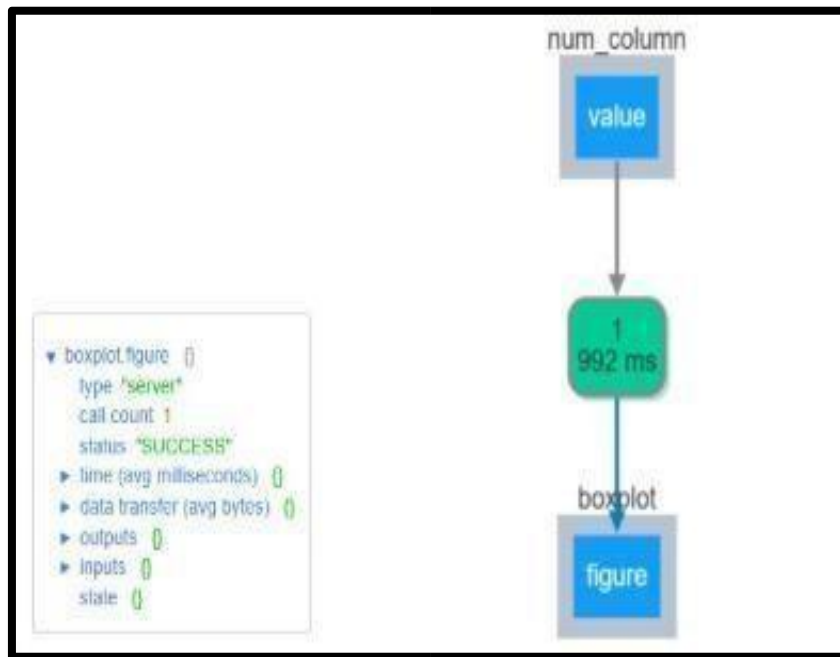 num_column
value
1
992 ms
boxplot
figure
▼ boxplot.figure {}
type "server"
call count 1
status "SUCCESS"
► time (avg milliseconds) {}
► data transfer (avg bytes) {}
► outputs {}
► inputs {}
state {}